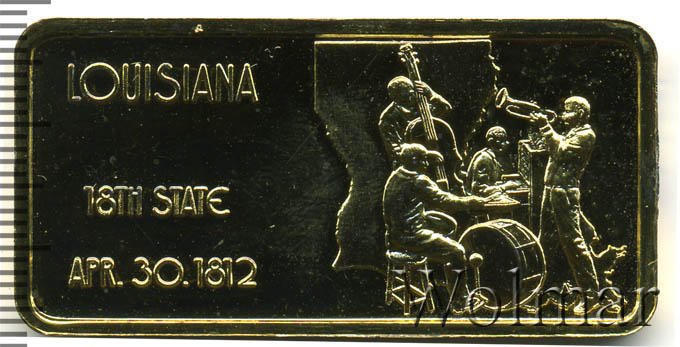 LOUISIANA
18TH STATE
APR. 30.1812
Wolmar